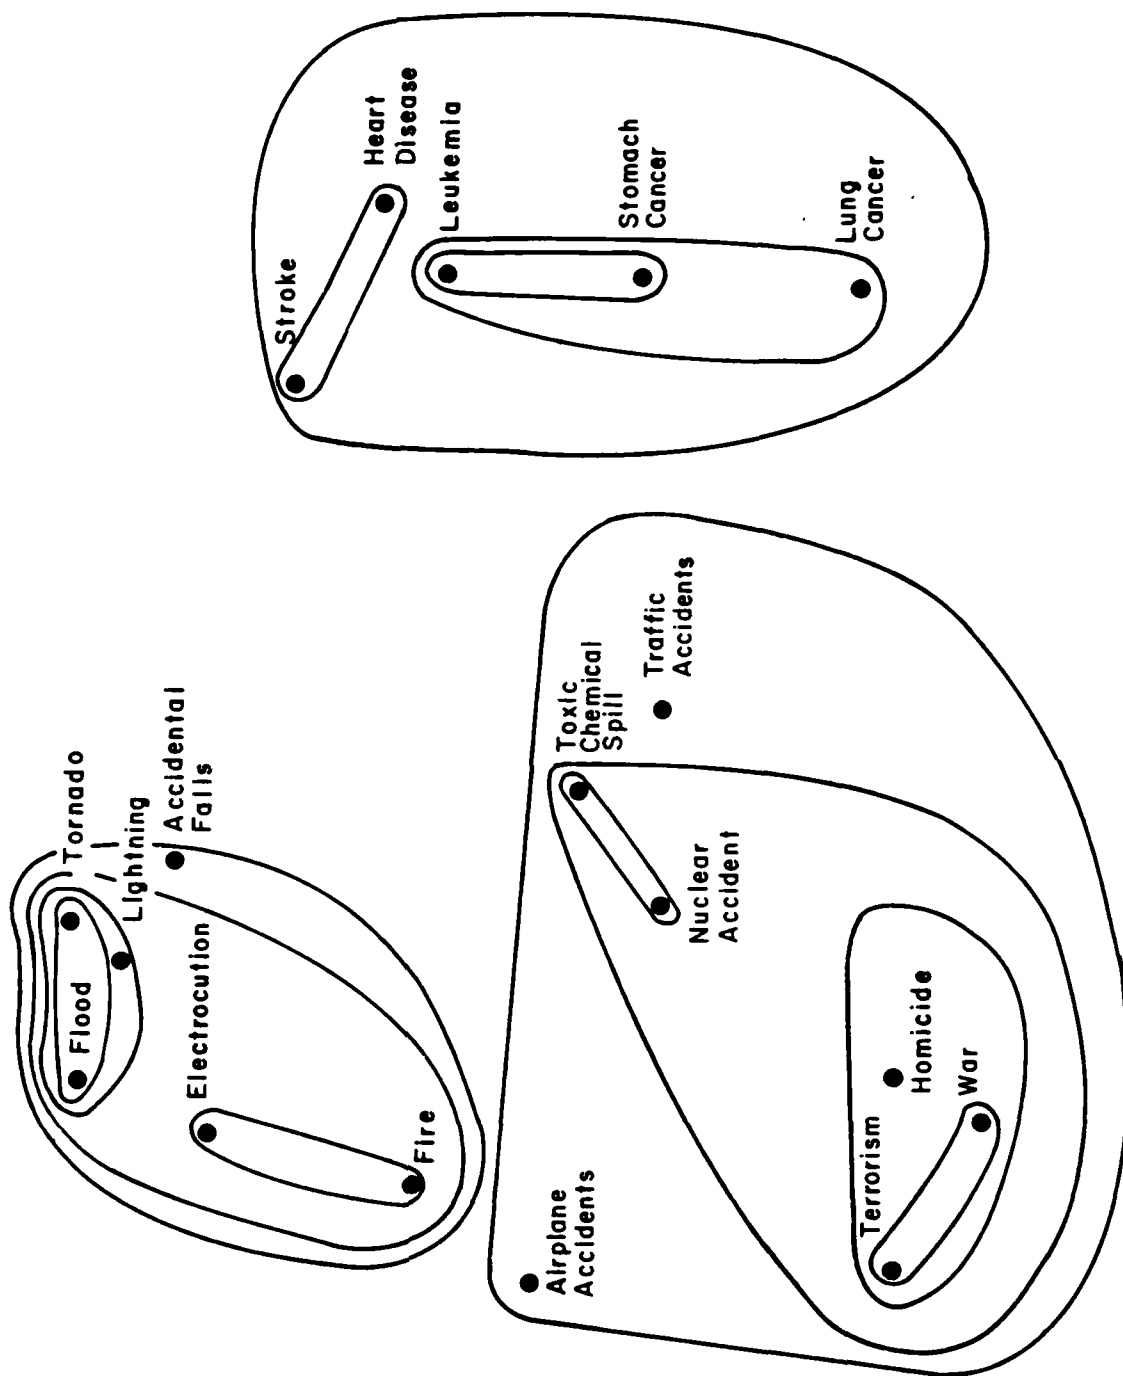 Stroke
Heart
Disease
Leukemia
Stomach
Cancer
Lung
Cancer
Tornado
Lightning
Accidental
Falls
Flood
Electrocution
Fire
Toxic
Chemical
Spill
Traffic
Accidents
Nuclear
Accident
Homicide
War
Terrorism
Airplane
Accidents